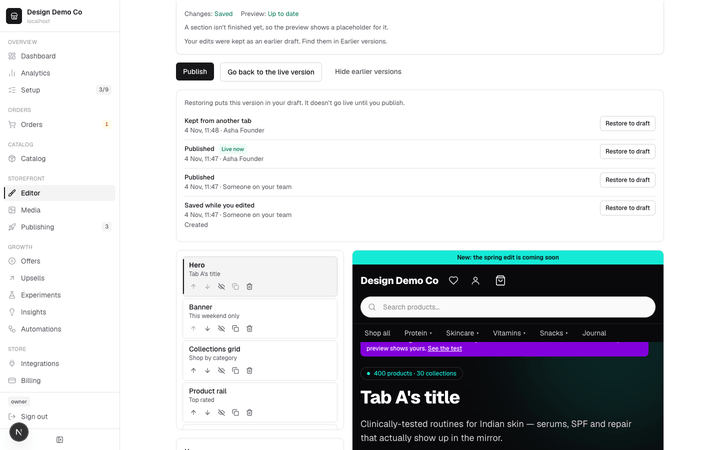 Design Demo Co
localhost
OVERVIEW
Dashboard
Analytics
Setup 3/9
ORDERS
Orders 1
CATALOG
Catalog
STOREFRONT
Editor
Media
Publishing 3
GROWTH
Offers
Upsells
Experiments
Insights
Automations
STORE
Integrations
Billing
owner
Sign out
N
Changes: Saved Preview: Up to date
A section isn't finished yet, so the preview shows a placeholder for it.
Your edits were kept as an earlier draft. Find them in Earlier versions.
Publish Go back to the live version Hide earlier versions
Restoring puts this version in your draft. It doesn't go live until you publish.
Kept from another tab
4 Nov, 11:48 · Asha Founder
Restore to draft
Published Live now
4 Nov, 11:47 · Asha Founder
Restore to draft
Published
4 Nov, 11:47 · Someone on your team
Restore to draft
Saved while you edited
4 Nov, 11:47 · Someone on your team
Created
Restore to draft
Hero
Tab A's title
Banner
This weekend only
Collections grid
Shop by category
Product rail
Top rated
New: the spring edit is coming soon
Design Demo Co
Search products...
Shop all Protein Skincare Vitamins Snacks Journal
preview shows yours. See the test
400 products · 30 collections
Tab A's title
Clinically-tested routines for Indian skin — serums, SPF and repair
that actually show up in the mirror.